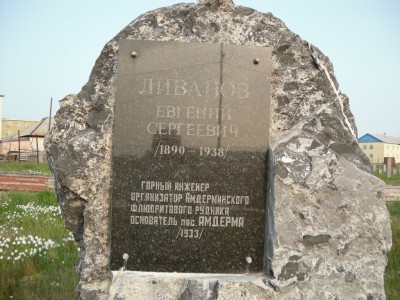 ЛИВАНОВ
ЕВГЕНИЙ
СЕРГЕЕВИЧ
/1890-1938/
ГОРНЫЙ ИНЖЕНЕР
ОРГАНИЗАТОР АМДЕРМИНСКОГО
ФЛЮОРИТОВОГО РУДНИКА
ОСНОВАТЕЛЬ пос. АМДЕРМА
/1933/